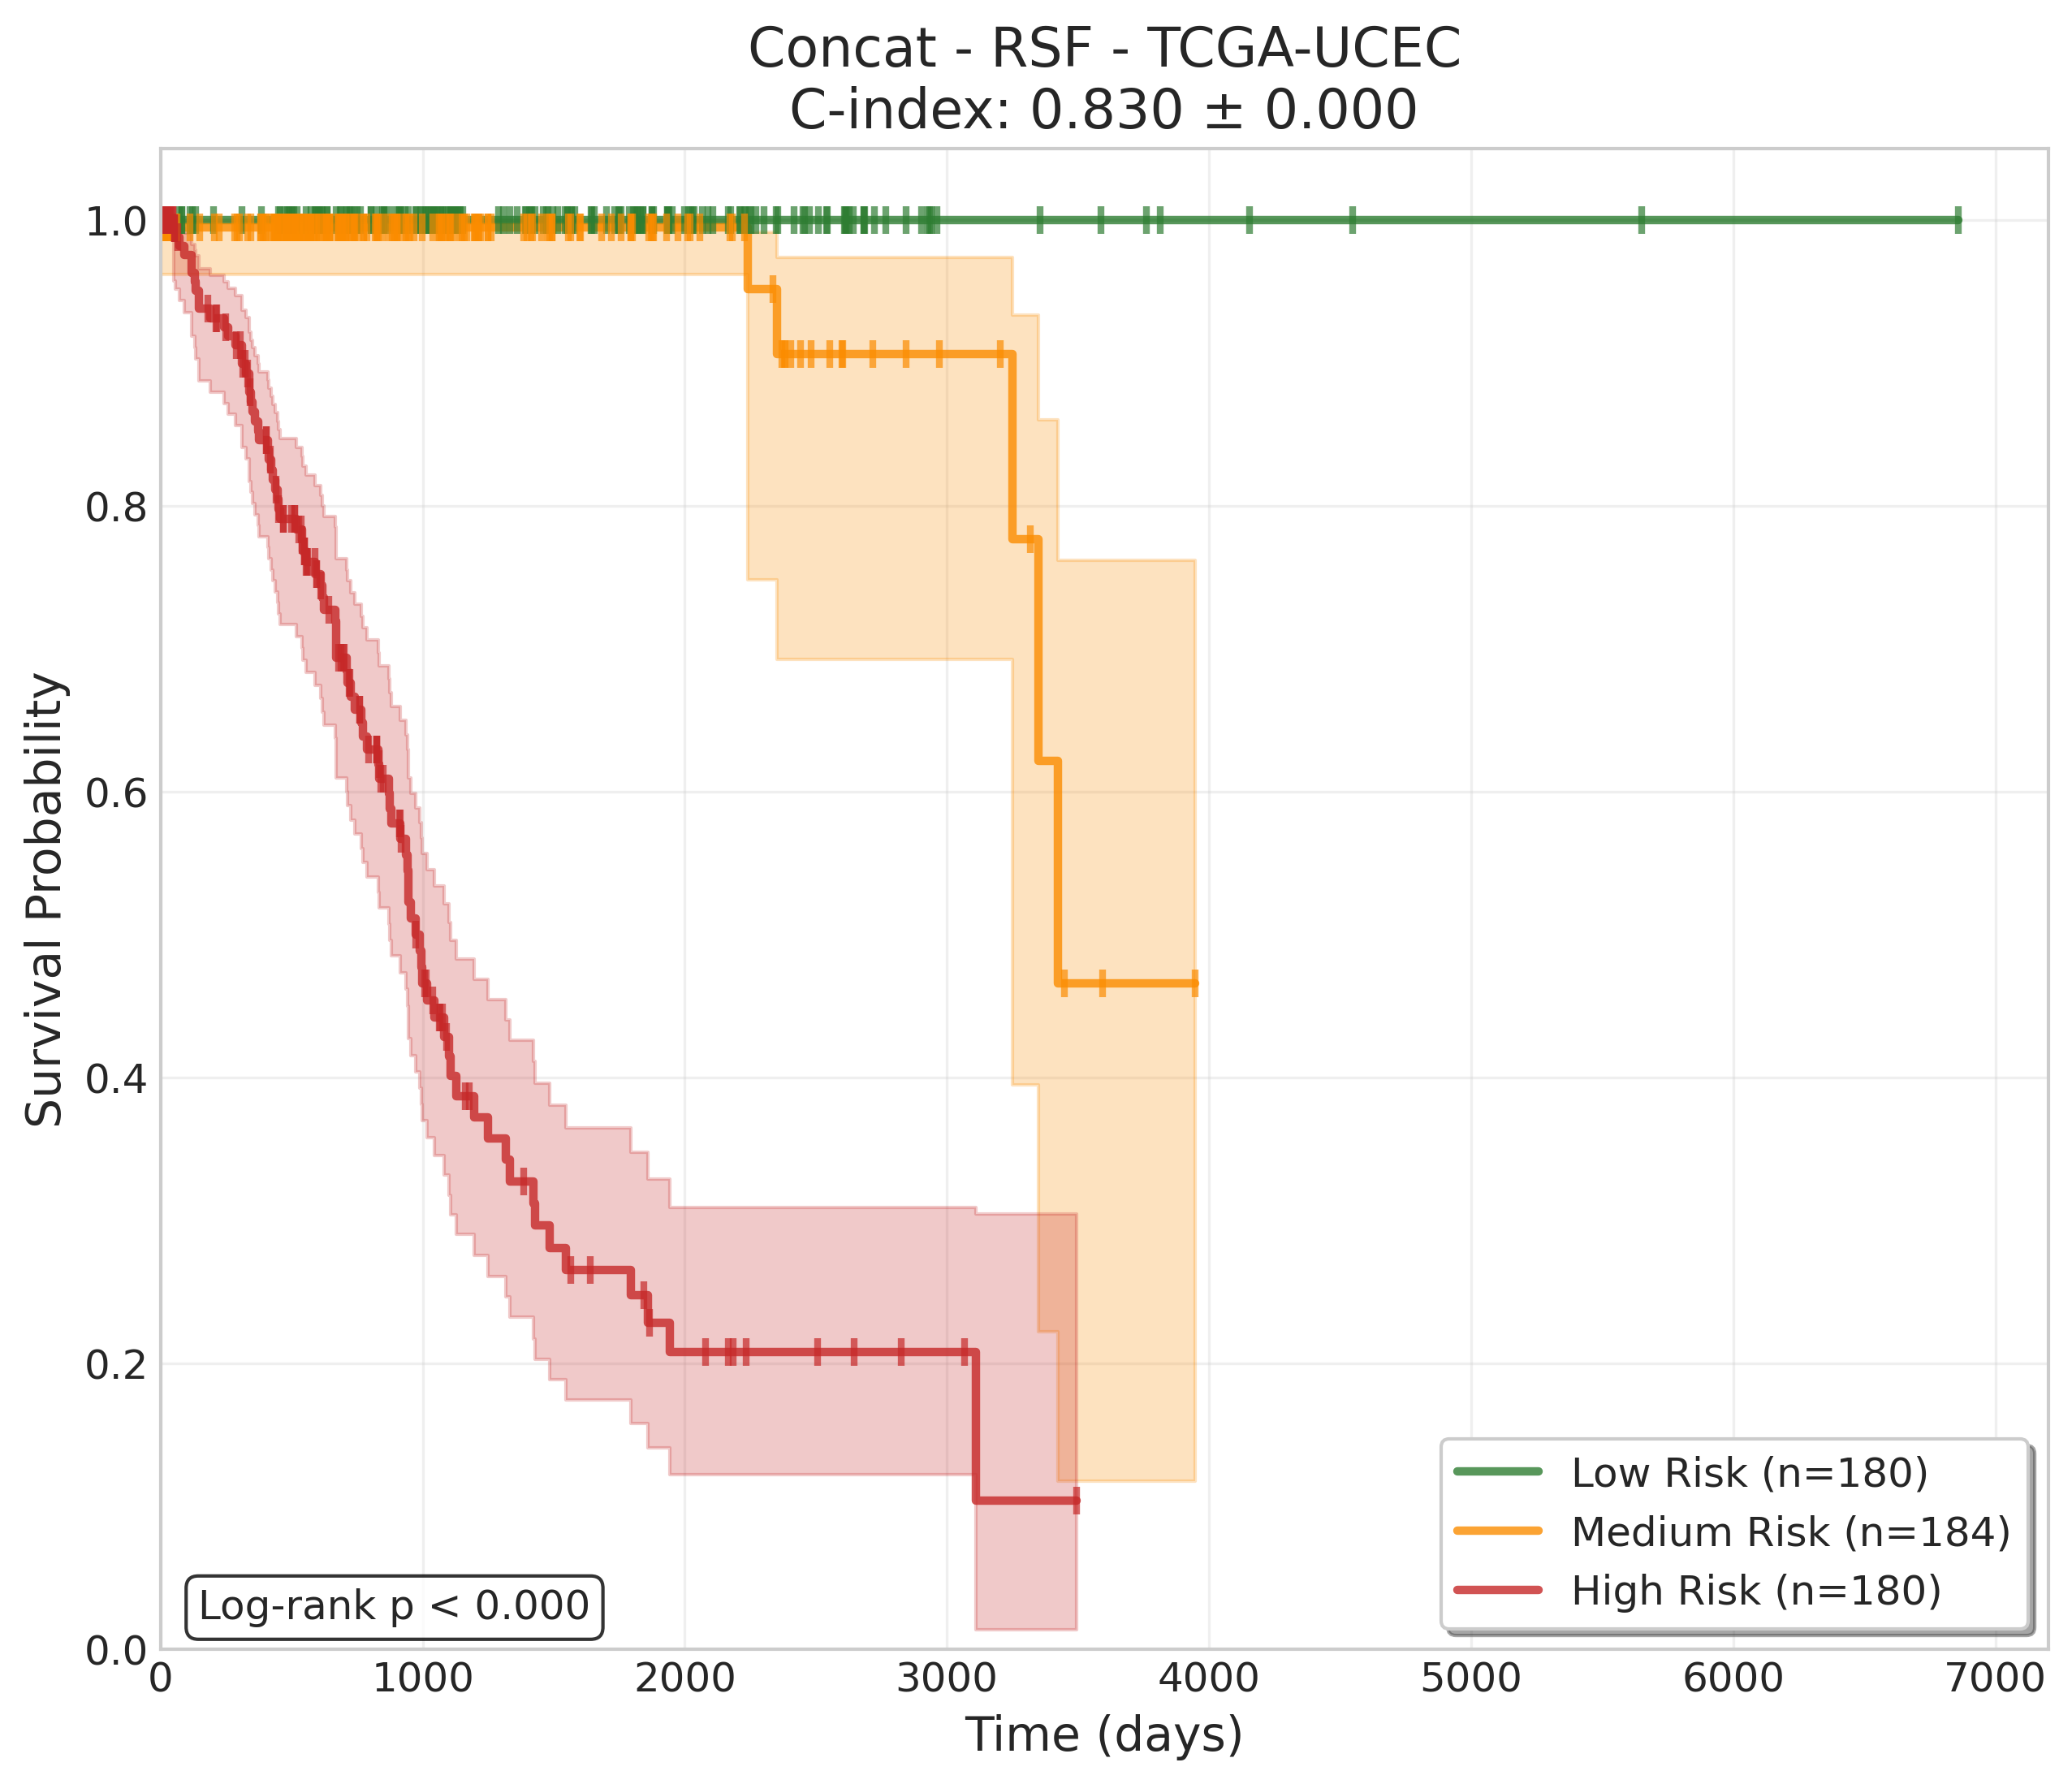 Concat - RSF - TCGA-UCEC
C-index: 0.830 ± 0.000
Survival Probability
1.0
0.8
0.6
0.4
0.2
0.0
Log-rank p < 0.000
Low Risk (n=180)
Medium Risk (n=184)
High Risk (n=180)
0 1000 2000 3000 4000 5000 6000 7000
Time (days)